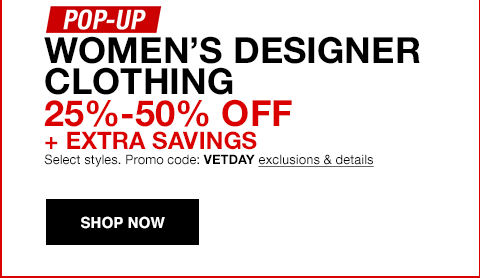 POP-UP
WOMEN’S DESIGNER
CLOTHING
25%-50% OFF
+ EXTRA SAVINGS
Select styles. Promo code: VETDAY exclusions & details
SHOP NOW